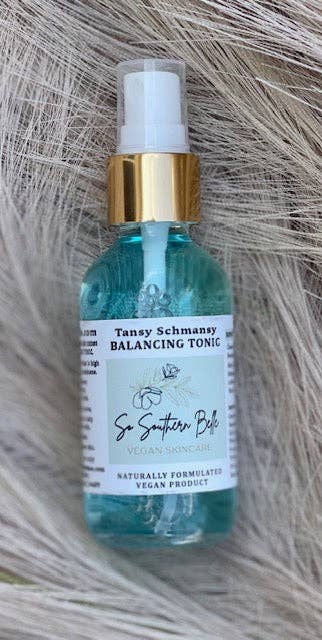 Tansy Schmansy
BALANCING TONIC
So Southern Belle
VEGAN SKINCARE
NATURALLY FORMULATED
VEGAN PRODUCT